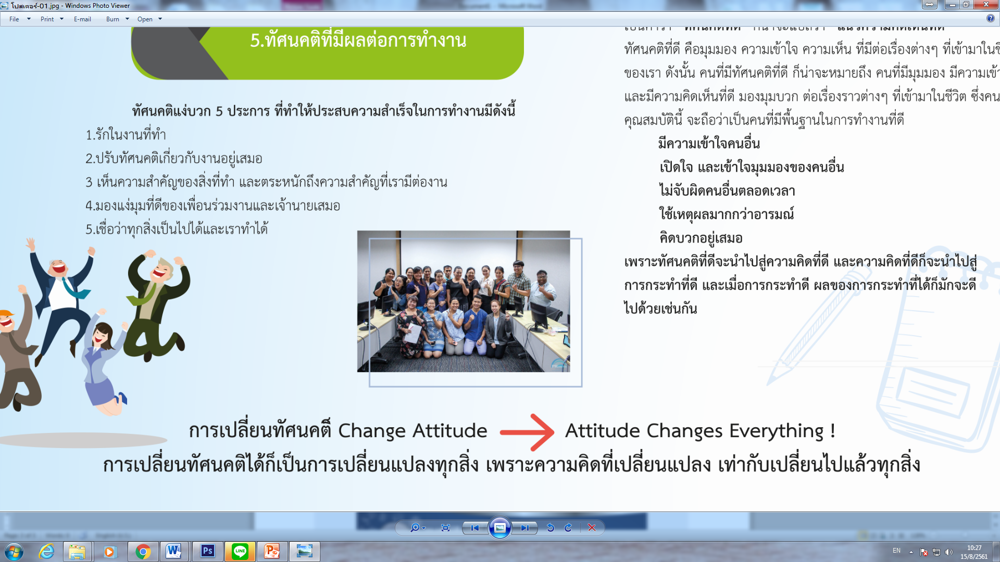 โปสเตอร์-01.jpg - Windows Photo Viewer
File Print E-mail Burn Open
5.ทัศนคติที่มีผลต่อการทำงาน
ทัศนคติแง่บวก 5 ประการ ที่ทำให้ประสบความสำเร็จในการทำงานมีดังนี้
1.รักในงานที่ทำ
2.ปรับทัศนคติเกี่ยวกับงานอยู่เสมอ
3 เห็นความสำคัญของสิ่งที่ทำ และตระหนักถึงความสำคัญที่เรามีต่องาน
4.มองแง่มุมที่ดีของเพื่อนร่วมงานและเจ้านายเสมอ
5.เชื่อว่าทุกสิ่งเป็นไปได้และเราทำได้
ทัศนคติที่ดี คือมุมมอง ความเข้าใจ ความเห็น ที่มีต่อเรื่องต่างๆ ที่เข้ามาใน
ของเรา ดังนั้น คนที่มีทัศนคติที่ดี ก็น่าจะหมายถึง คนที่มีมุมมอง มีความเข้า
และมีความคิดเห็นที่ดี มองมุมบวก ต่อเรื่องราวต่างๆ ที่เข้ามาในชีวิต ซึ่งคน
คุณสมบัตินี้ จะถือว่าเป็นคนที่มีพื้นฐานในการทำงานที่ดี
มีความเข้าใจคนอื่น
เปิดใจ และเข้าใจมุมมองของคนอื่น
ไม่จับผิดคนอื่นตลอดเวลา
ใช้เหตุผลมากกว่าอารมณ์
คิดบวกอยู่เสมอ
เพราะทัศนคติที่ดีจะนำไปสู่ความคิดที่ดี และความคิดที่ดีก็จะนำไปสู่
การกระทำที่ดี และเมื่อการกระทำดี ผลของการกระทำที่ได้ก็มักจะดี
ไปด้วยเช่นกัน
การเปลี่ยนทัศนคตี Change Attitude Attitude Changes Everything !
การเปลี่ยนทัศนคติได้ก็เป็นการเปลี่ยนแปลงทุกสิ่ง เพราะความคิดที่เปลี่ยนแปลง เท่ากับเปลี่ยนไปแล้วทุกสิ่ง
Ps
LINE
EN
10:27
15/8/2561